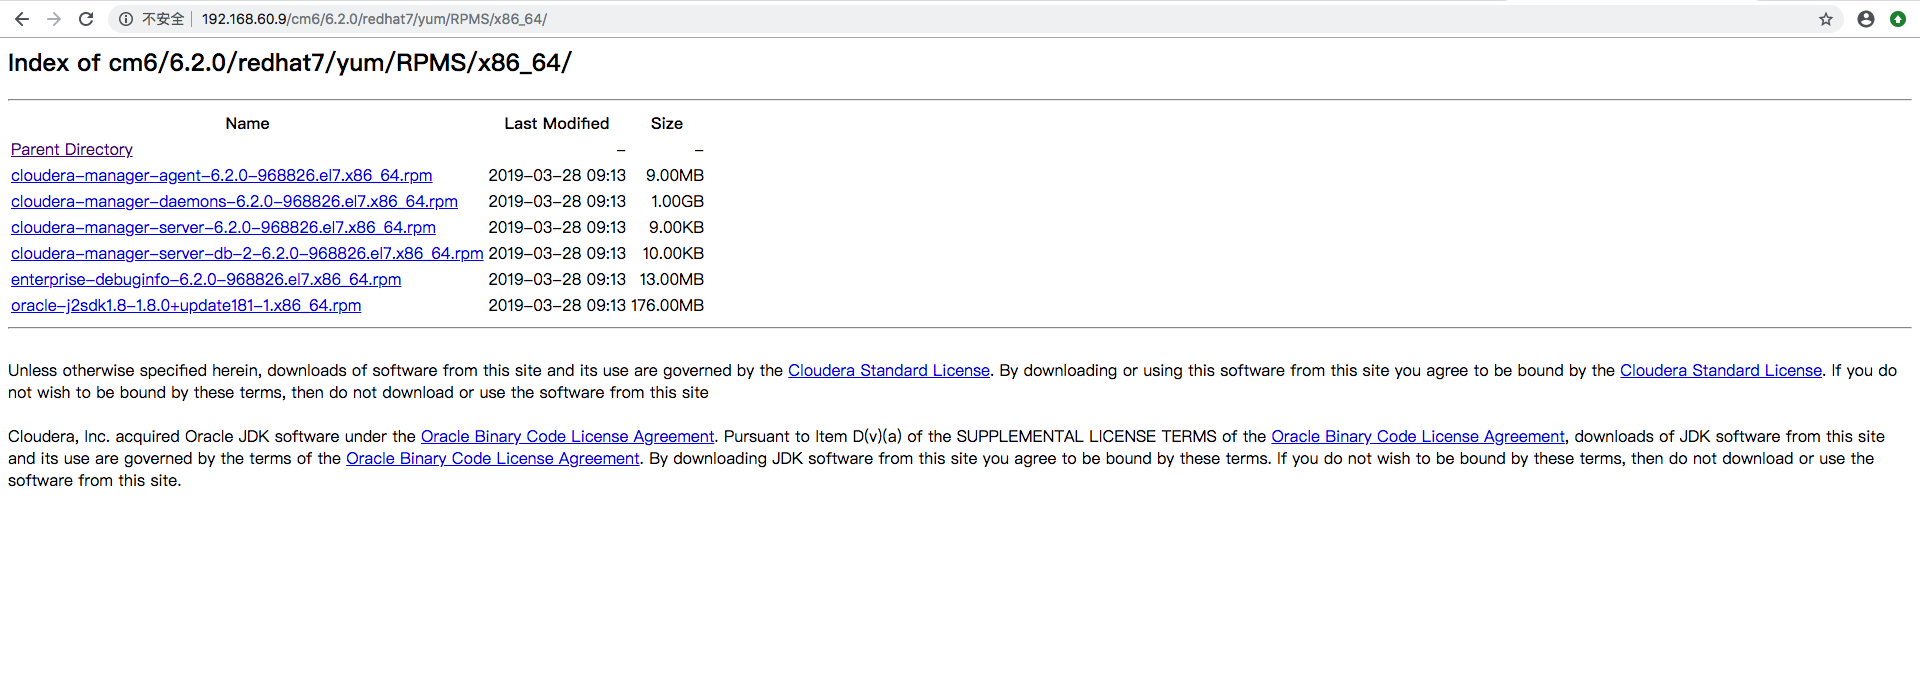 不安全 192.168.60.9/cm6/6.2.0/redhat7/yum/RPMS/x86_64/
Index of cm6/6.2.0/redhat7/yum/RPMS/x86_64/
Name Last Modified Size
Parent Directory – –
cloudera-manager-agent-6.2.0-968826.el7.x86_64.rpm 2019-03-28 09:13 9.00MB
cloudera-manager-daemons-6.2.0-968826.el7.x86_64.rpm 2019-03-28 09:13 1.00GB
cloudera-manager-server-6.2.0-968826.el7.x86_64.rpm 2019-03-28 09:13 9.00KB
cloudera-manager-server-db-2-6.2.0-968826.el7.x86_64.rpm 2019-03-28 09:13 10.00KB
enterprise-debuginfo-6.2.0-968826.el7.x86_64.rpm 2019-03-28 09:13 13.00MB
oracle-j2sdk1.8-1.8.0+update181-1.x86_64.rpm 2019-03-28 09:13 176.00MB
Unless otherwise specified herein, downloads of software from this site and its use are governed by the Cloudera Standard License. By downloading or using this software from this site you agree to be bound by the Cloudera Standard License. If you do
not wish to be bound by these terms, then do not download or use the software from this site
Cloudera, Inc. acquired Oracle JDK software under the Oracle Binary Code License Agreement. Pursuant to Item D(v)(a) of the SUPPLEMENTAL LICENSE TERMS of the Oracle Binary Code License Agreement, downloads of JDK software from this site
and its use are governed by the terms of the Oracle Binary Code License Agreement. By downloading JDK software from this site you agree to be bound by these terms. If you do not wish to be bound by these terms, then do not download or use the
software from this site.